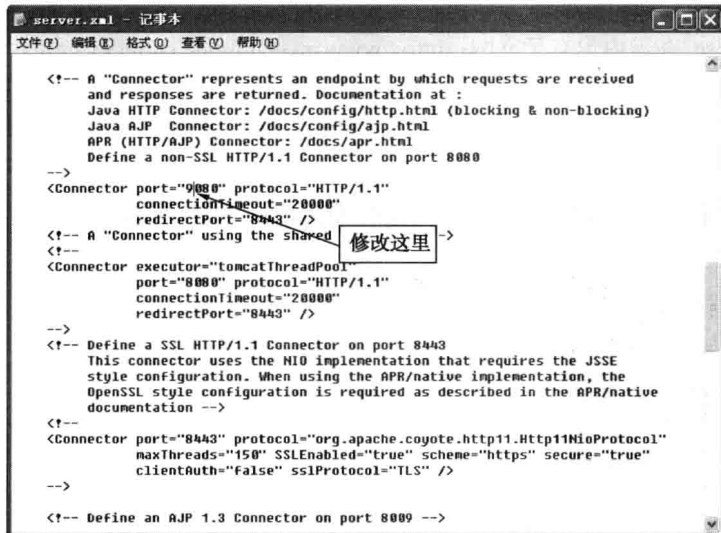 server.xml - 记事本
文件(F) 编辑(E) 格式(O) 查看(V) 帮助(H)
<!-- A "Connector" represents an endpoint by which requests are received
and responses are returned. Documentation at :
Java HTTP Connector: /docs/config/http.html (blocking & non-blocking)
Java AJP  Connector: /docs/config/ajp.html
APR (HTTP/AJP) Connector: /docs/apr.html
Define a non-SSL HTTP/1.1 Connector on port 8080
-->
<Connector port="9080" protocol="HTTP/1.1"
connectionTimeout="20000"
redirectPort="8443" />
<!-- A "Connector" using the shared -->
修改这里
<!--
<Connector executor="tomcatThreadPool"
port="8080" protocol="HTTP/1.1"
connectionTimeout="20000"
redirectPort="8443" />
-->
<!-- Define a SSL HTTP/1.1 Connector on port 8443
This connector uses the NIO implementation that requires the JSSE
style configuration. When using the APR/native implementation, the
OpenSSL style configuration is required as described in the APR/native
documentation -->
<!--
<Connector port="8443" protocol="org.apache.coyote.http11.Http11NioProtocol"
maxThreads="150" SSLEnabled="true" scheme="https" secure="true"
clientAuth="false" sslProtocol="TLS" />
-->
<!-- Define an AJP 1.3 Connector on port 8009 -->